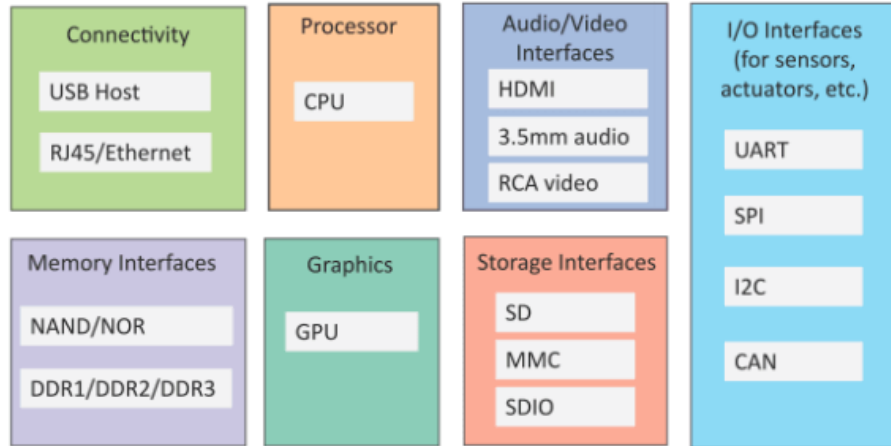 Connectivity
USB Host
RJ45/Ethernet
Processor
CPU
Audio/Video
Interfaces
HDMI
3.5mm audio
RCA video
I/O Interfaces
(for sensors,
actuators, etc.)
UART
SPI
I2C
CAN
Memory Interfaces
NAND/NOR
DDR1/DDR2/DDR3
Graphics
GPU
Storage Interfaces
SD
MMC
SDIO